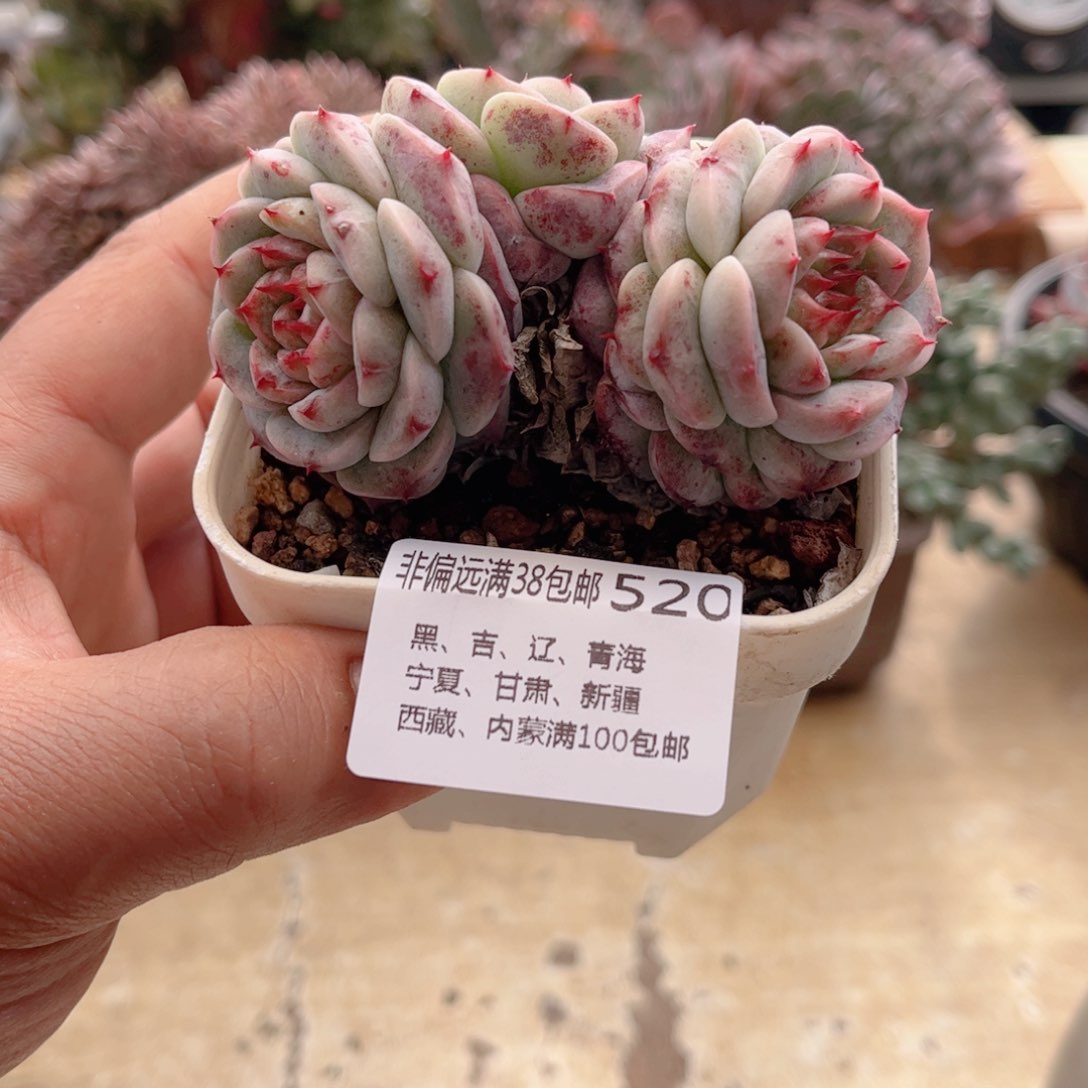 非偏远满38包邮 520
黑、吉、辽、青海
宁夏、甘肃、新疆
西藏、内蒙满100包邮